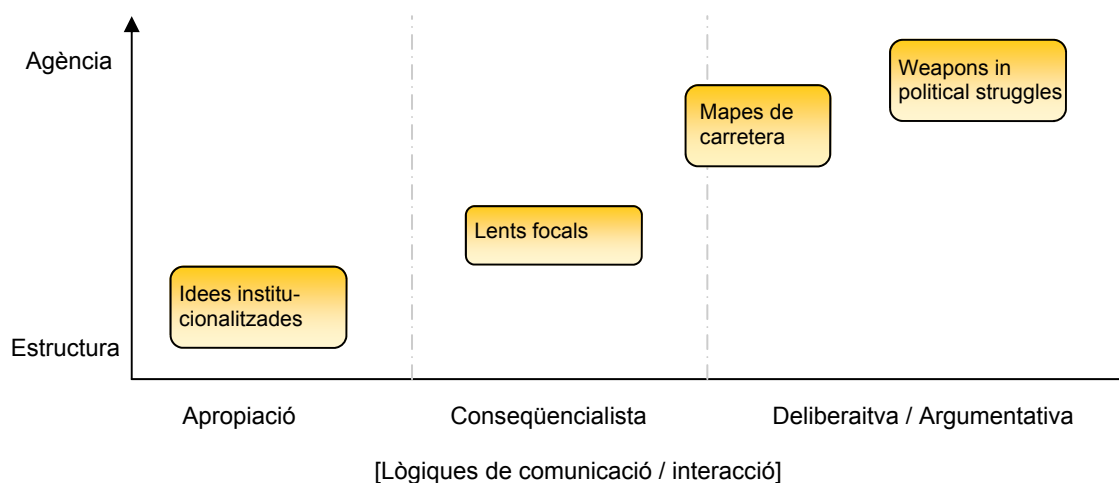 Agència
Weapons in
political struggles
Mapes de
carretera
Lents focals
Idees institu-
cionalitzades
Estructura
Apropiació
Conseqüencialista
Deliberaitva / Argumentativa
[Lògiques de comunicació / interacció]